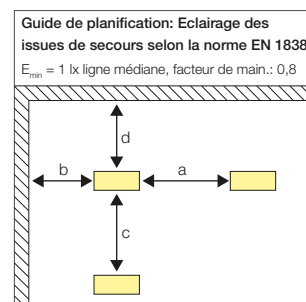 Guide de planification: Eclairage des
issues de secours selon la norme EN 1838
Emin = 1 lx ligne médiane, facteur de main.: 0,8
d
b
a
c